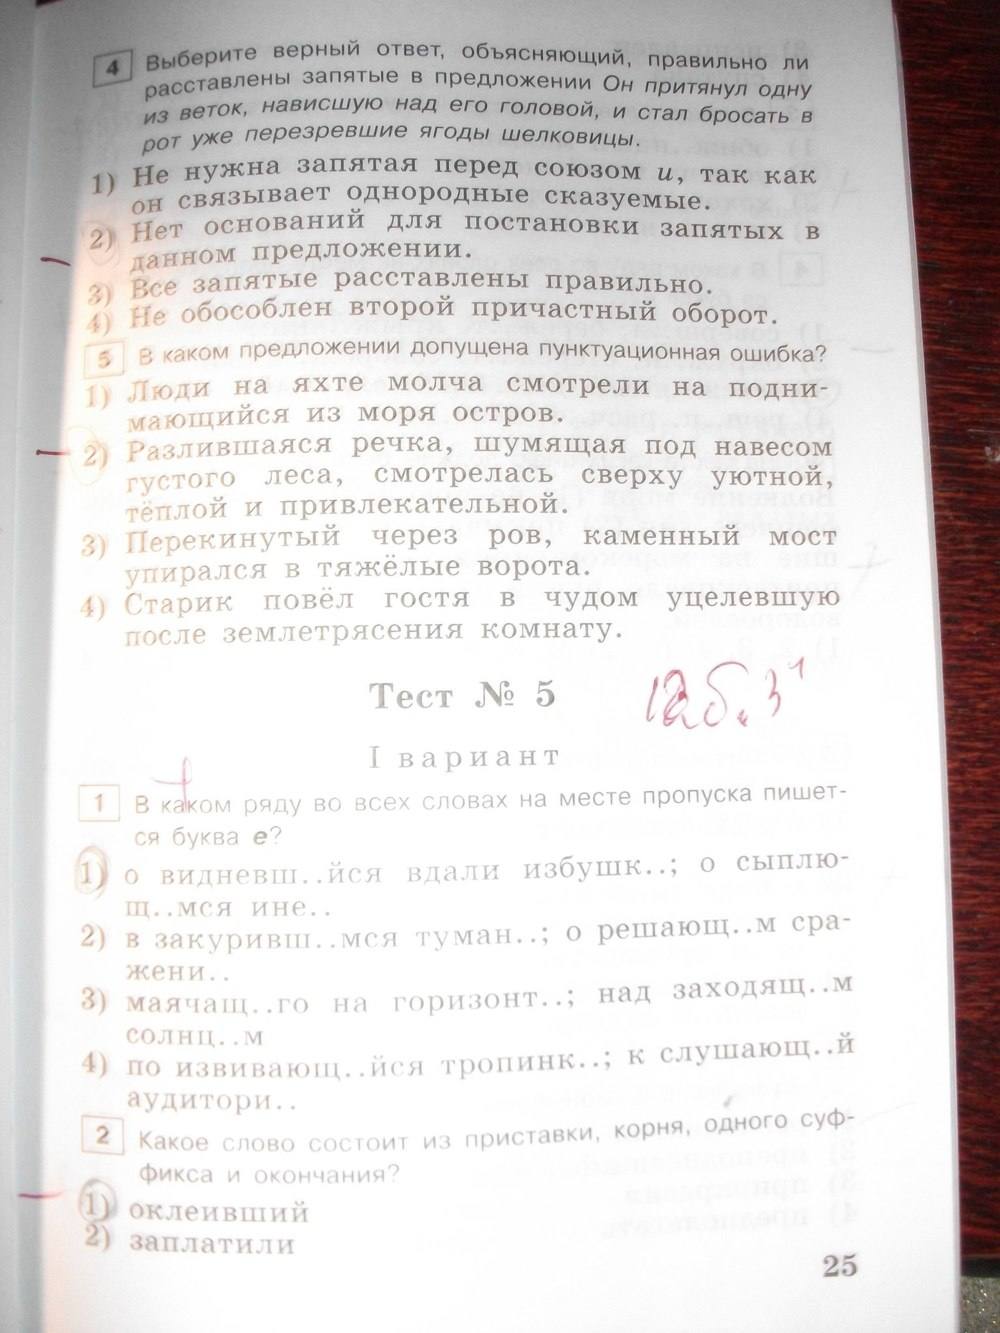 4 Выберите верный ответ, объясняющий, правильно ли
расставлены запятые в предложении Он притянул одну
из веток, нависшую над его головой, и стал бросать в
рот уже перезревшие ягоды шелковицы.
1) Не нужна запятая перед союзом и, так как
он связывает однородные сказуемые.
2) Нет оснований для постановки запятых в
данном предложении.
3) Все запятые расставлены правильно.
4) Не обособлен второй причастный оборот.
5 В каком предложении допущена пунктуационная ошибка?
1) Люди на яхте молча смотрели на подни-
мающийся из моря остров.
2) Разлившаяся речка, шумящая под навесом
густого леса, смотрелась сверху уютной,
тёплой и привлекательной.
3) Перекинутый через ров, каменный мост
упирался в тяжёлые ворота.
4) Старик повёл гостя в чудом уцелевшую
после землетрясения комнату.
Тест № 5
12б.
I вариант
1 В каком ряду во всех словах на месте пропуска пишет-
ся буква е?
1) о видневш..йся вдали избушк..; о сыплю-
щ..мся ине..
2) в закуривш..мся туман..; о решающ..м сра-
жени..
3) маячащ..го на горизонт..; над заходящ..м
солнц..м
4) по извивающ..йся тропинк..; к слушающ..й
аудитори..
2 Какое слово состоит из приставки, корня, одного суф-
фикса и окончания?
1) оклеивший
2) заплатили
25